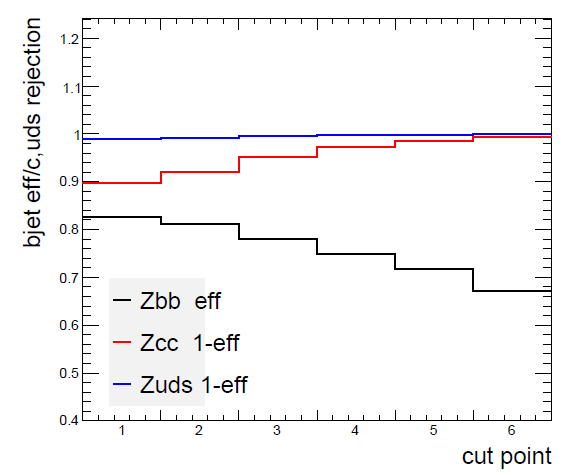 bjet eff/c,uds rejection
1.2
1.1
1
0.9
0.8
0.7
0.6
0.5
0.4
Zbb eff
Zcc 1-eff
Zuds 1-eff
1 2 3 4 5 6
cut point